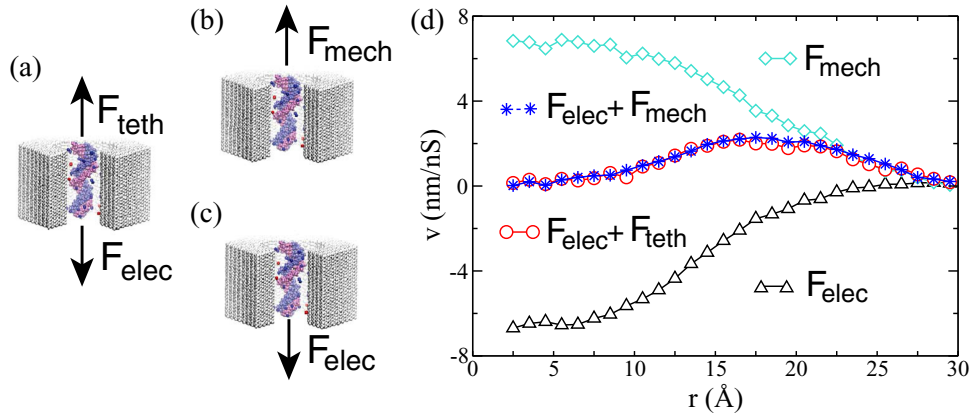 (a)
F_teth
F_elec
(b)
F_mech
(c)
F_elec
(d)
v (nm/nS)
8
4
0
-4
-8
F_mech
F_elec + F_mech
F_elec + F_teth
F_elec
0 5 10 15 20 25 30
r (Å)